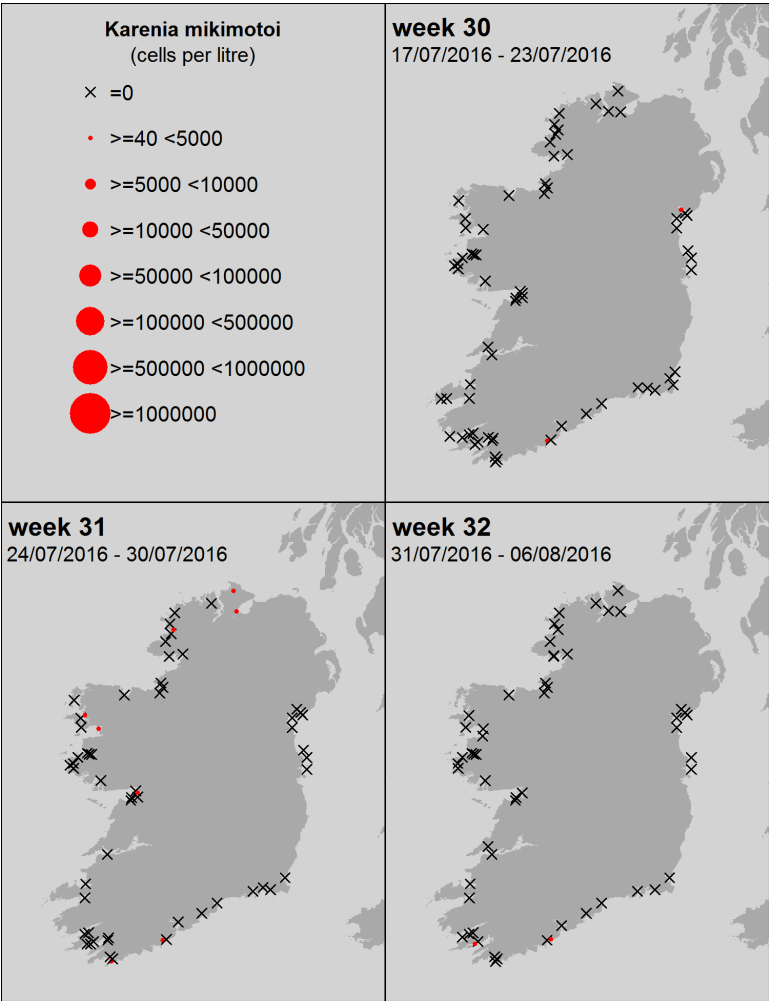 Karenia mikimotoi
(cells per litre)
=0
>=40 <5000
>=5000 <10000
>=10000 <50000
>=50000 <100000
>=100000 <500000
>=500000 <1000000
>=1000000
week 30
17/07/2016 - 23/07/2016
week 31
24/07/2016 - 30/07/2016
week 32
31/07/2016 - 06/08/2016